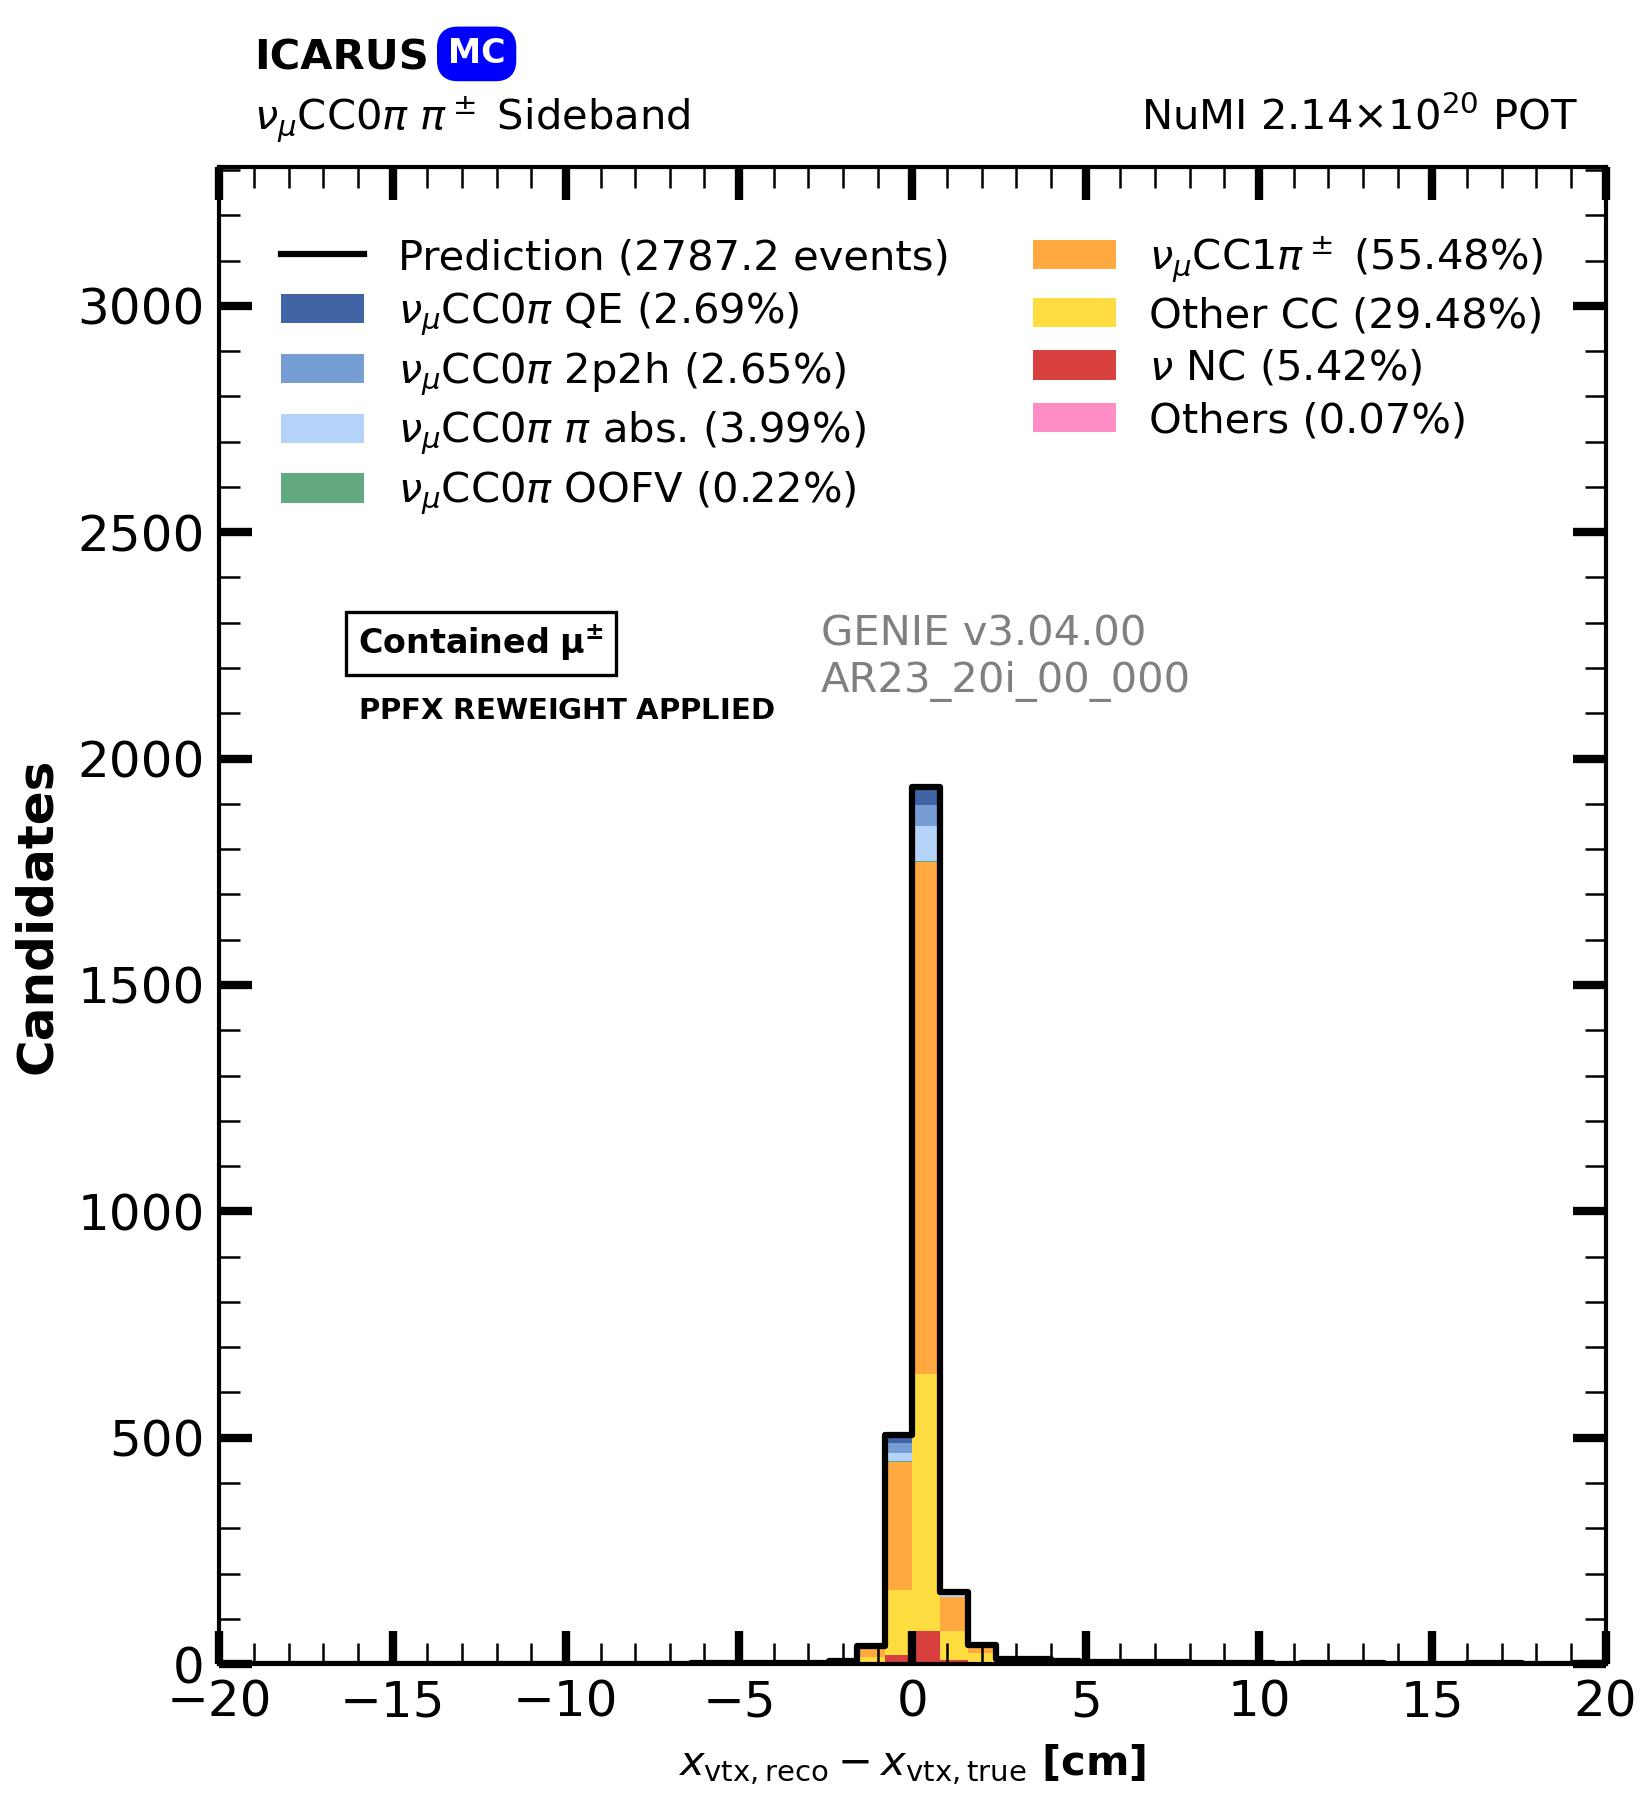 ICARUS MC
νμCC0π π± Sideband
NuMI 2.14×10²⁰ POT
Prediction (2787.2 events)
νμCC0π QE (2.69%)
νμCC0π 2p2h (2.65%)
νμCC0π π abs. (3.99%)
νμCC0π OOFV (0.22%)
νμCC1π± (55.48%)
Other CC (29.48%)
ν NC (5.42%)
Others (0.07%)
Contained μ±
PPFX REWEIGHT APPLIED
GENIE v3.04.00
AR23_20i_00_000
Candidates
3000
2500
2000
1500
1000
500
0
−20 −15 −10 −5 0 5 10 15 20
xvtx, reco − xvtx, true [cm]